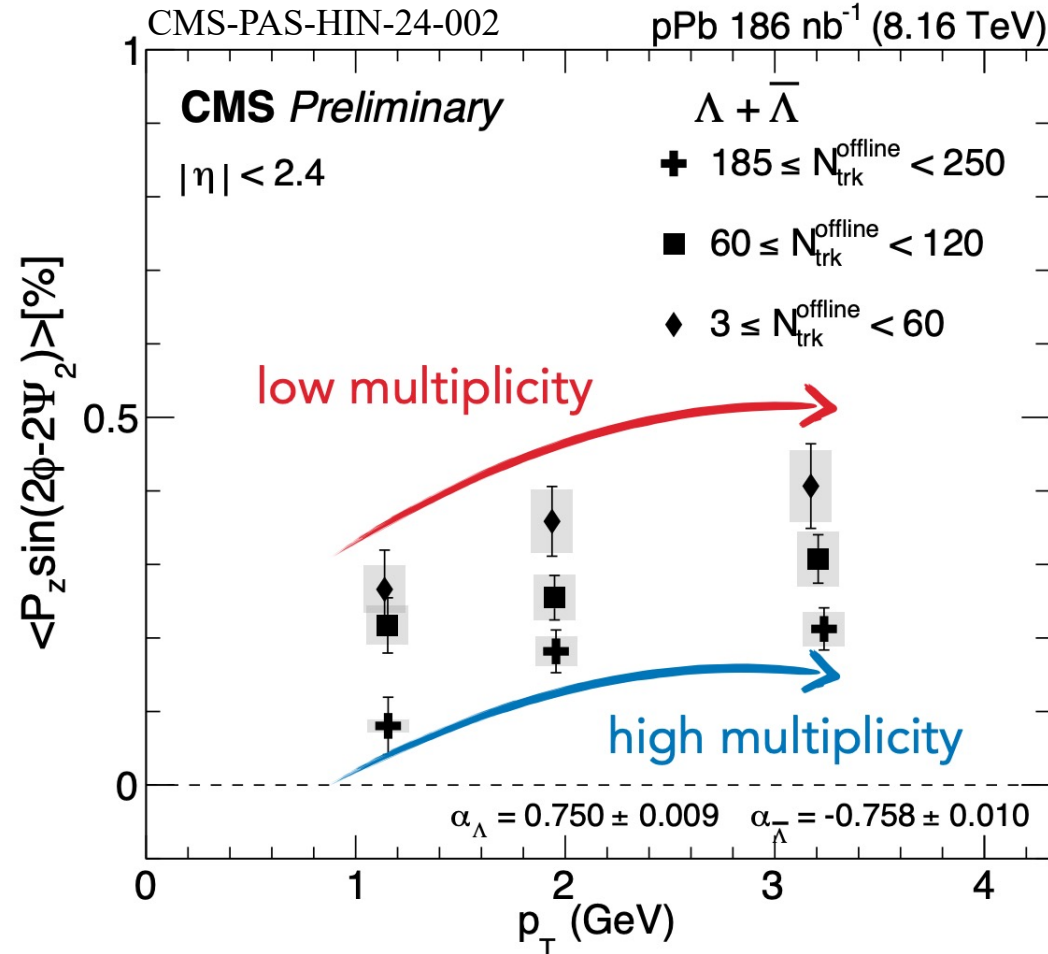 CMS-PAS-HIN-24-002 pPb 186 nb⁻¹ (8.16 TeV)
CMS Preliminary
Λ + Λ̅
|η| < 2.4
185 ≤ N_trk^offline < 250
60 ≤ N_trk^offline < 120
3 ≤ N_trk^offline < 60
low multiplicity
high multiplicity
α_Λ = 0.750 ± 0.009 α_Λ̅ = -0.758 ± 0.010
<P_z sin(2φ-2Ψ_2)>[%]
1
0.5
0
0 1 2 3 4
p_T (GeV)